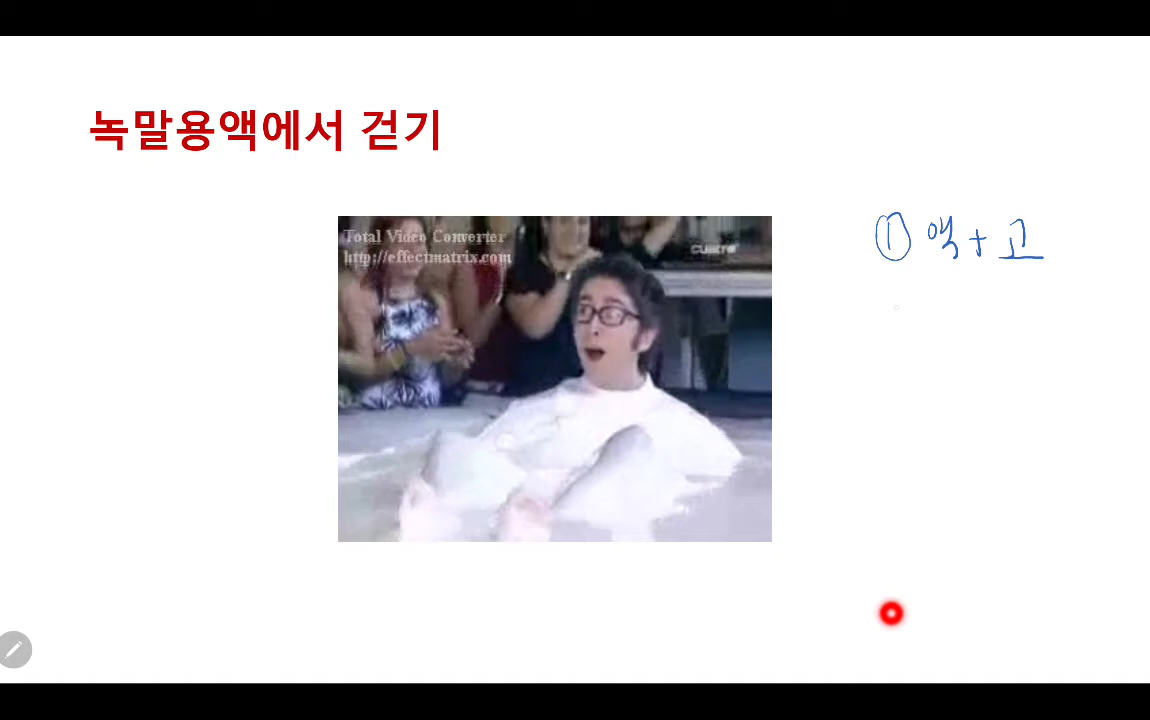 녹말용액에서 걷기
Total Video Converter
http://effectmatrix.com
① 액 + 고